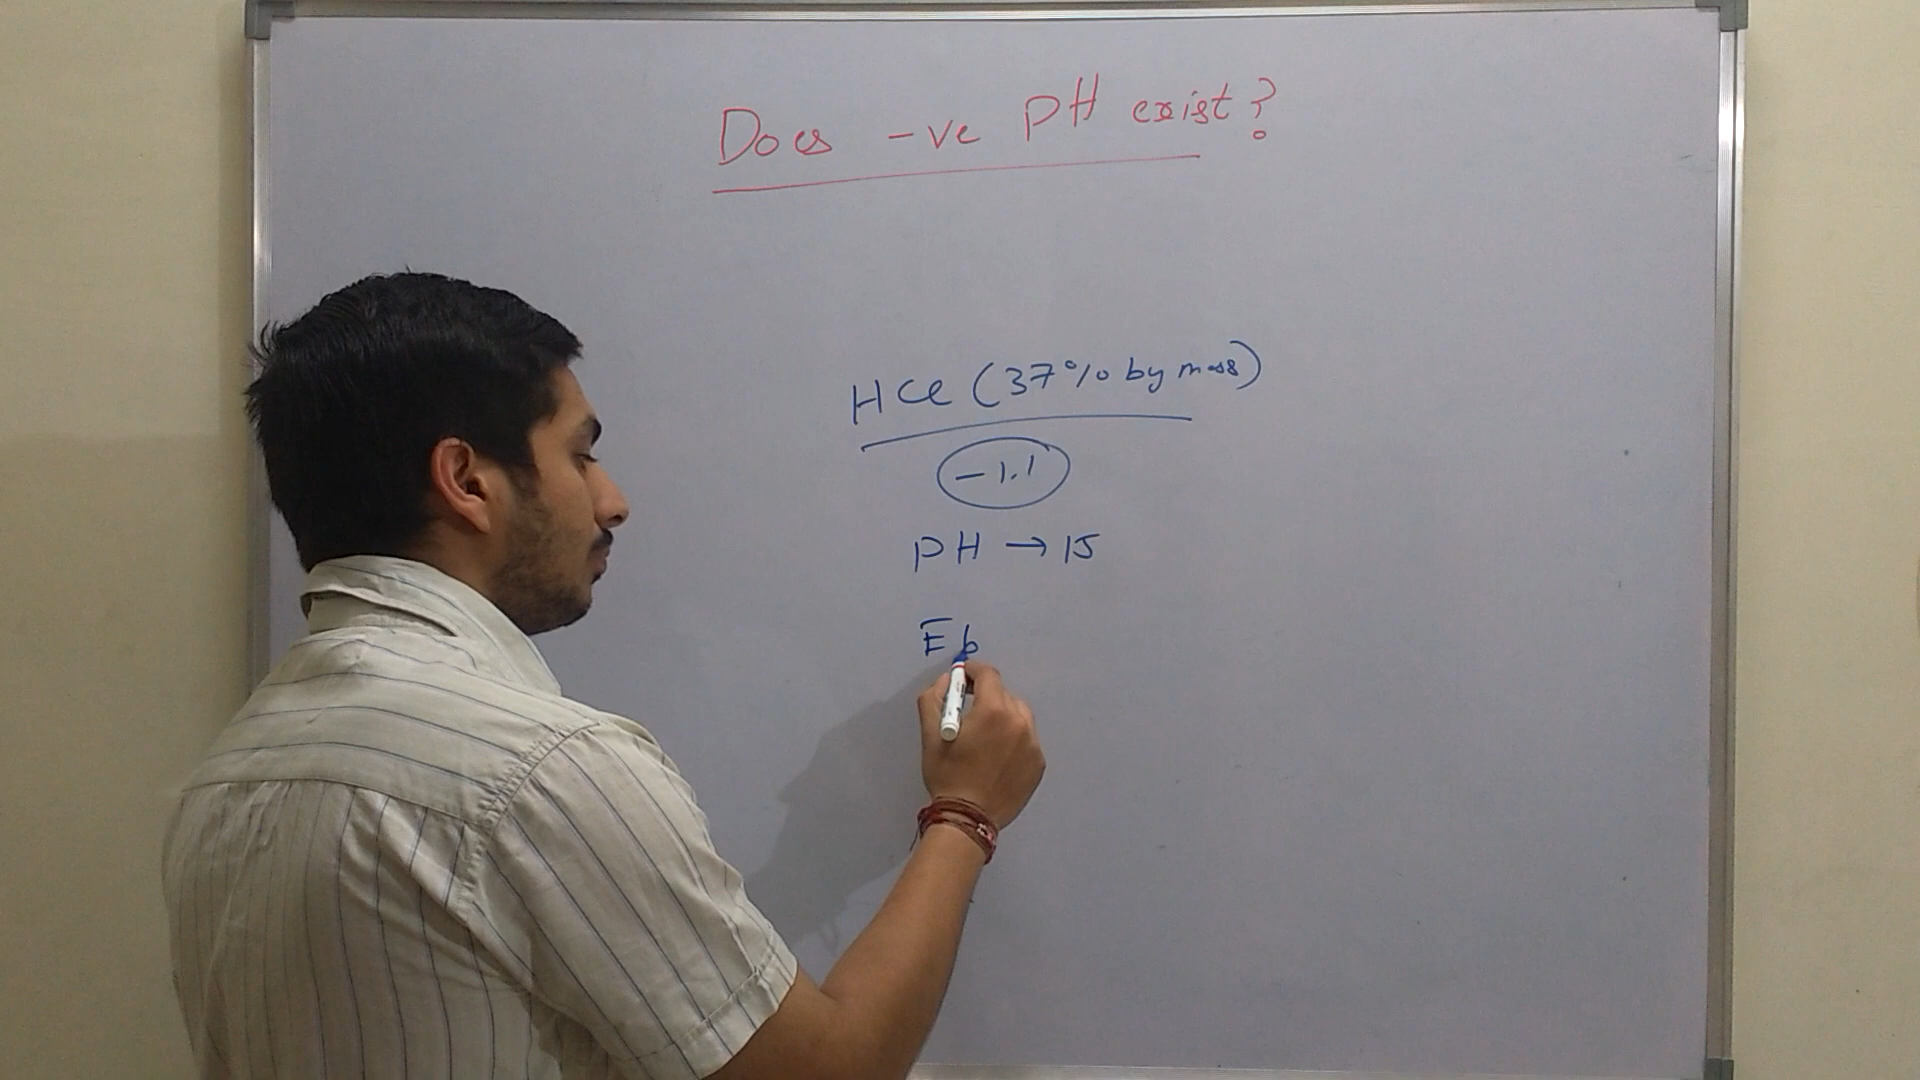 Does -ve PH exist?
HCl (37% by mass)
-1.1
PH → 15
Eb